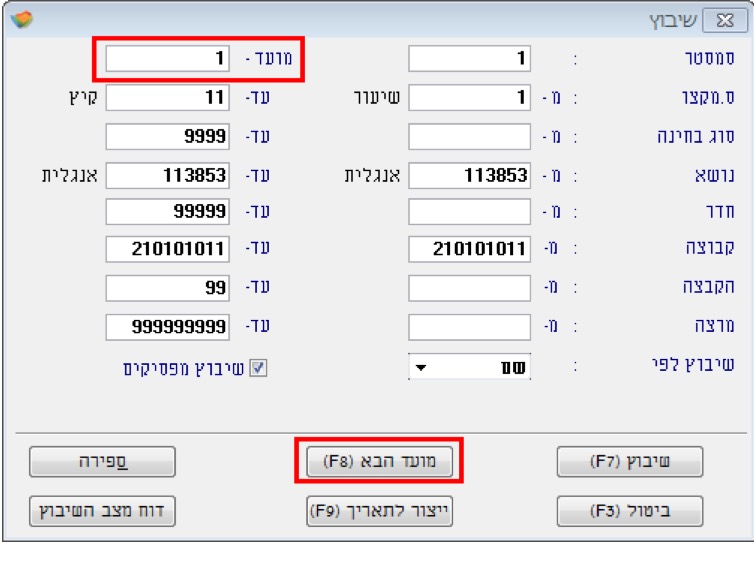 שיבוץ
סמסטר : 1 מועד - 1
ס.מקצו : מ - 1 שיעור עד- 11 קיץ
סוג בחינה : מ - עד- 9999
נושא : מ - 113853 אנגלית עד- 113853 אנגלית
חדר : מ - עד- 99999
קבוצה : מ- 210101011 עד- 210101011
הקבצה : מ- עד- 99
מרצה : מ- עד- 999999999
שיבוץ לפי : שם שיבוץ מפסיקים
שיבוץ (F7) מועד הבא (F8) ספירה
ביטול (F3) ייצור לתאריך (F9) דוח מצב השיבוץ